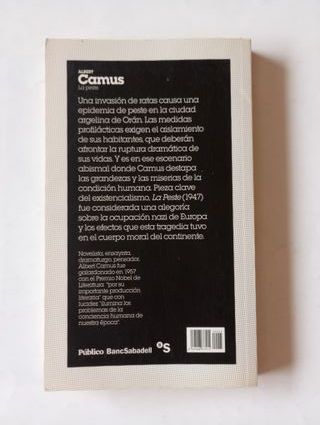 ALBERT
Camus
La peste
Una invasión de ratas causa una
epidemia de peste en la ciudad
argelina de Orán. Las medidas
profilácticas exigen el aislamiento
de sus habitantes, que deberán
afrontar la ruptura dramática de
sus vidas. Y es en ese escenario
abismal donde Camus destapa
las grandezas y las miserias de la
condición humana. Pieza clave
del existencialismo, La Peste (1947)
fue considerada una alegoría
sobre la ocupación nazi de Europa
y los efectos que esta tragedia tuvo
en el cuerpo moral del continente.
Novelista, ensayista,
dramaturgo, pensador,
Albert Camus fue
galardonado en 1957
con el Premio Nobel de
Literatura "por su
importante producción
literaria" que con
lucidez "ilumina los
problemas de la
conciencia humana de
nuestra época".
Público BancSabadell
S